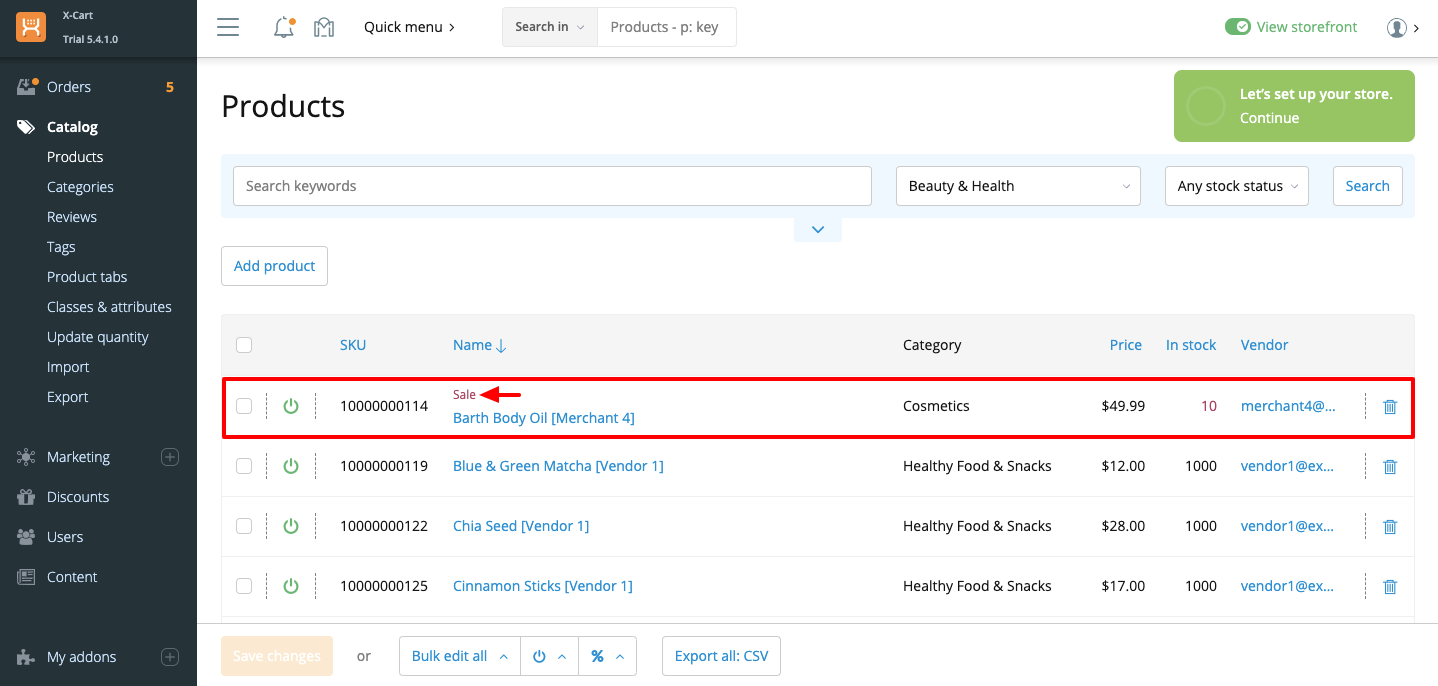 X-Cart
Trial 5.4.1.0
Quick menu
Search in
Products - p: key
View storefront
Orders 5
Catalog
Products
Categories
Reviews
Tags
Product tabs
Classes & attributes
Update quantity
Import
Export
Marketing
Discounts
Users
Content
My addons
Products
Let's set up your store.
Continue
Search keywords
Beauty & Health
Any stock status
Search
Add product
SKU Name Category Price In stock Vendor
Sale
10000000114 Barth Body Oil [Merchant 4] Cosmetics $49.99 10 merchant4@...
10000000119 Blue & Green Matcha [Vendor 1] Healthy Food & Snacks $12.00 1000 vendor1@ex...
10000000122 Chia Seed [Vendor 1] Healthy Food & Snacks $28.00 1000 vendor1@ex...
10000000125 Cinnamon Sticks [Vendor 1] Healthy Food & Snacks $17.00 1000 vendor1@ex...
Save changes or Bulk edit all % Export all: CSV